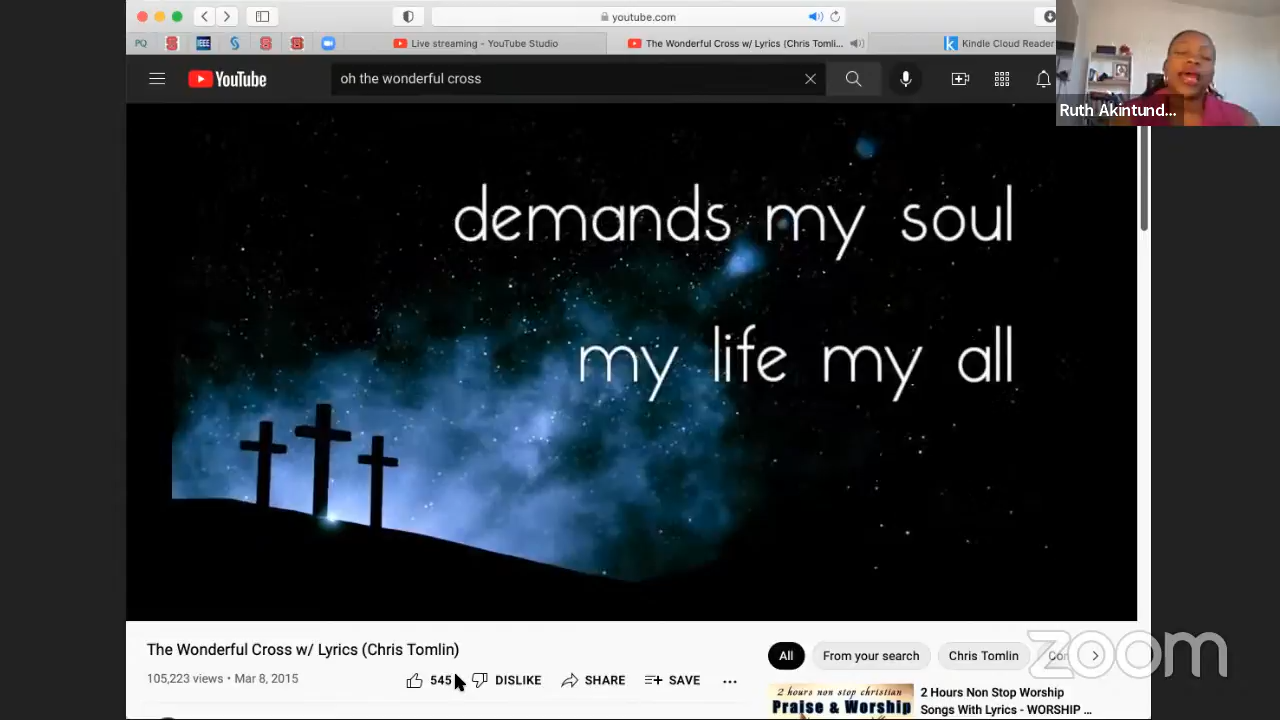 youtube.com
PQ
IEEE
Live streaming - YouTube Studio
The Wonderful Cross w/ Lyrics (Chris Tomli...
Kindle Cloud Reader
YouTube
oh the wonderful cross
Ruth Akintund...
demands my soul
my life my all
The Wonderful Cross w/ Lyrics (Chris Tomlin)
105,223 views • Mar 8, 2015
545
DISLIKE
SHARE
SAVE
All
From your search
Chris Tomlin
zoom
2 hours non stop christian
Praise & Worship
2 Hours Non Stop Worship
Songs With Lyrics - WORSHIP ...